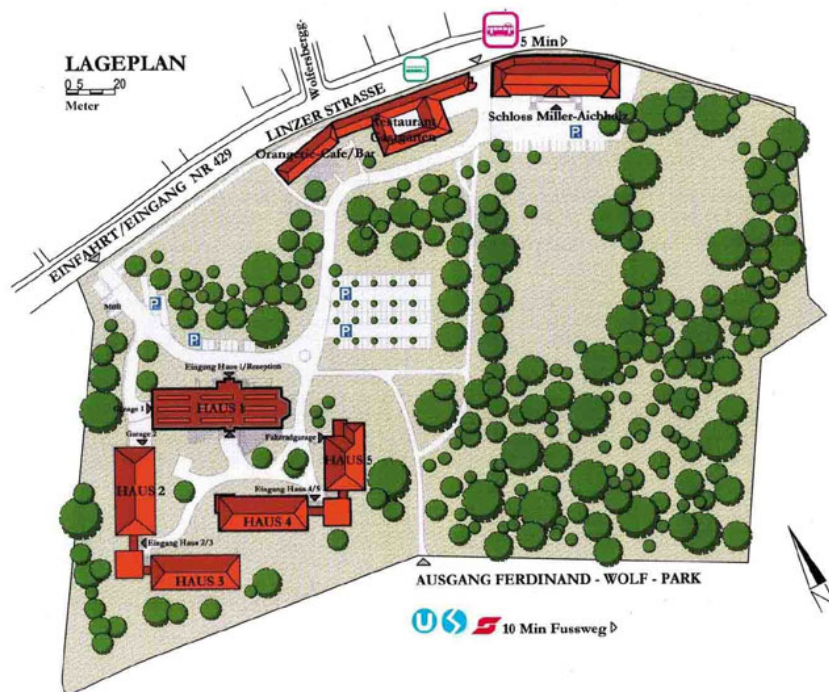 LAGEPLAN
0 5 20
Meter
Wolfersbergg.
5 Min
LINZER STRASSE
EINFAHRT/EINGANG NR 429
Restaurant/
Gastgarten
Orangerie-Cafe/Bar
Schloss Miller-Aichholz
P
P
P
P
P
Müll
Eingang Haus 1/Rezeption
Garage 1
HAUS 1
Garage 2
Fahrradgarage
HAUS 5
HAUS 2
Eingang Haus 4/5
HAUS 4
Eingang Haus 2/3
HAUS 3
AUSGANG FERDINAND - WOLF - PARK
U S 10 Min Fussweg
N